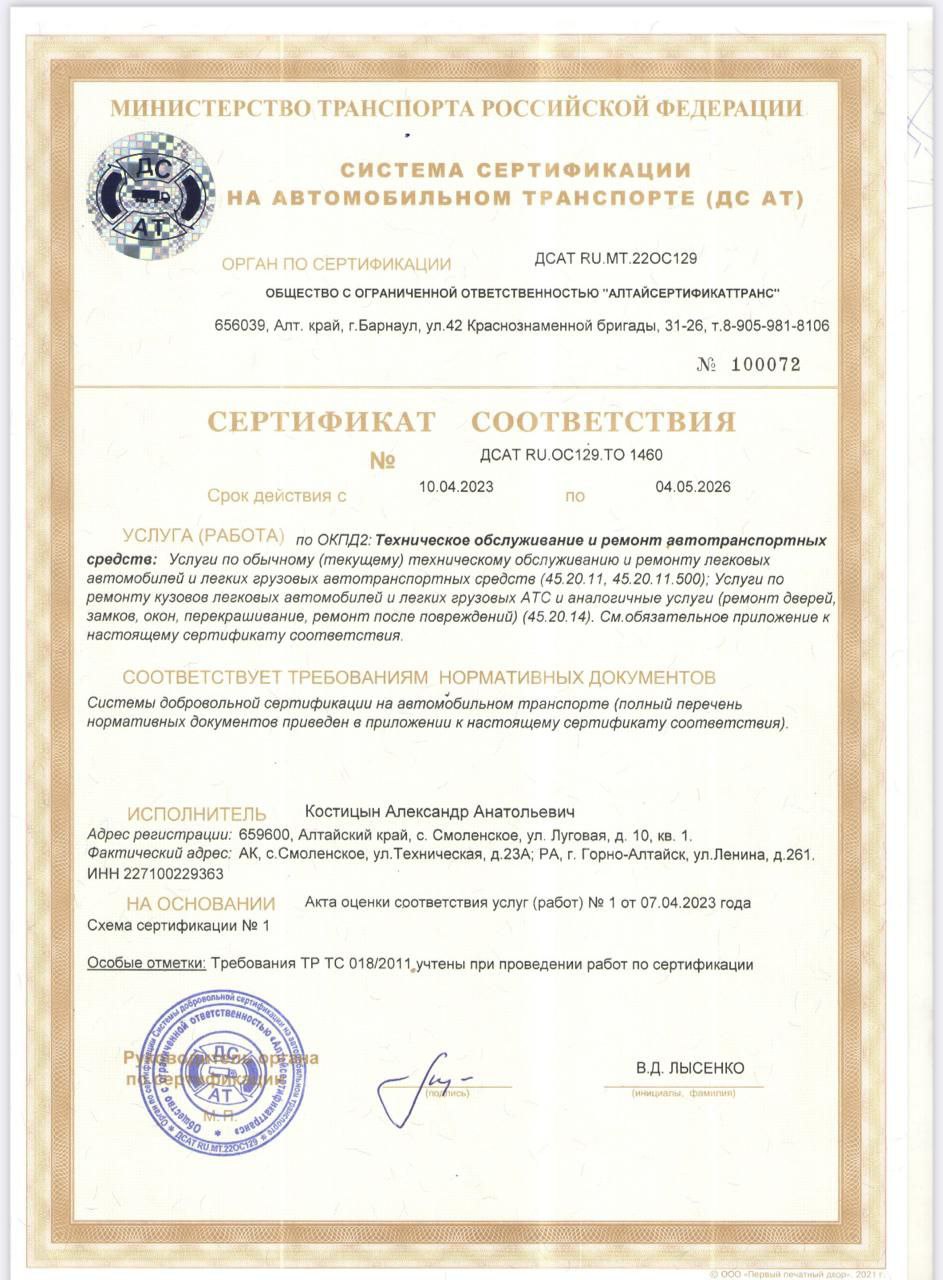 МИНИСТЕРСТВО ТРАНСПОРТА РОССИЙСКОЙ ФЕДЕРАЦИИ
ДС
АТ
СИСТЕМА СЕРТИФИКАЦИИ
НА АВТОМОБИЛЬНОМ ТРАНСПОРТЕ (ДС АТ)
ОРГАН ПО СЕРТИФИКАЦИИ ДСАТ RU.МТ.22ОС129
ОБЩЕСТВО С ОГРАНИЧЕННОЙ ОТВЕТСТВЕННОСТЬЮ "АЛТАЙСЕРТИФИКАТТРАНС"
656039, Алт. край, г.Барнаул, ул.42 Краснознаменной бригады, 31-26, т.8-905-981-8106
№ 100072
СЕРТИФИКАТ СООТВЕТСТВИЯ
№ ДСАТ RU.ОС129.ТО 1460
Срок действия с 10.04.2023 по 04.05.2026
УСЛУГА (РАБОТА) по ОКПД2: Техническое обслуживание и ремонт автотранспортных
средств: Услуги по обычному (текущему) техническому обслуживанию и ремонту легковых
автомобилей и легких грузовых автотранспортных средств (45.20.11, 45.20.11.500); Услуги по
ремонту кузовов легковых автомобилей и легких грузовых АТС и аналогичные услуги (ремонт дверей,
замков, окон, перекрашивание, ремонт после повреждений) (45.20.14). См.обязательное приложение к
настоящему сертификату соответствия.
СООТВЕТСТВУЕТ ТРЕБОВАНИЯМ НОРМАТИВНЫХ ДОКУМЕНТОВ
Системы добровольной сертификации на автомобильном транспорте (полный перечень
нормативных документов приведен в приложении к настоящему сертификату соответствия).
ИСПОЛНИТЕЛЬ Костицын Александр Анатольевич
Адрес регистрации: 659600, Алтайский край, с. Смоленское, ул. Луговая, д. 10, кв. 1.
Фактический адрес: АК, с.Смоленское, ул.Техническая, д.23А; РА, г. Горно-Алтайск, ул.Ленина, д.261.
ИНН 227100229363
НА ОСНОВАНИИ Акта оценки соответствия услуг (работ) № 1 от 07.04.2023 года
Схема сертификации № 1
Особые отметки: Требования ТР ТС 018/2011 учтены при проведении работ по сертификации
Руководитель органа
по сертификации
М. П.
Орган по сертификации Системы добровольной сертификации на автомобильном транспорте
* ДСАТ RU.МТ.22ОС129 *
Общество с ограниченной ответственностью «Алтайсертификаттранс» *
ДС
АТ
(подпись)
В.Д. ЛЫСЕНКО
(инициалы, фамилия)
© ООО «Первый печатный двор», 2021 г.